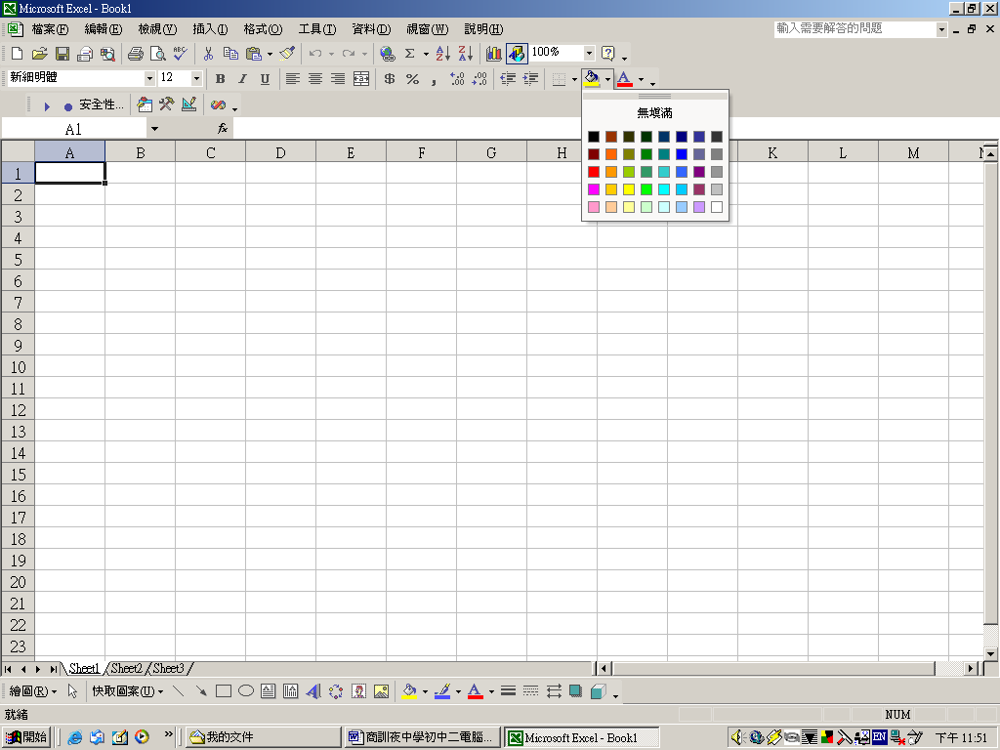 Microsoft Excel - Book1
檔案(F) 編輯(E) 檢視(V) 插入(I) 格式(O) 工具(T) 資料(D) 視窗(W) 說明(H) 輸入需要解答的問題
100%
新細明體 12 B I U $ % ,
安全性...
A1 fx
無填滿
A B C D E F G H K L M
1
2
3
4
5
6
7
8
9
10
11
12
13
14
15
16
17
18
19
20
21
22
23
Sheet1 Sheet2 Sheet3
繪圖(R) 快取圖案(U)
就緒 NUM
開始 我的文件 商訓夜中學初中二電腦... Microsoft Excel - Book1 EN 下午 11:51